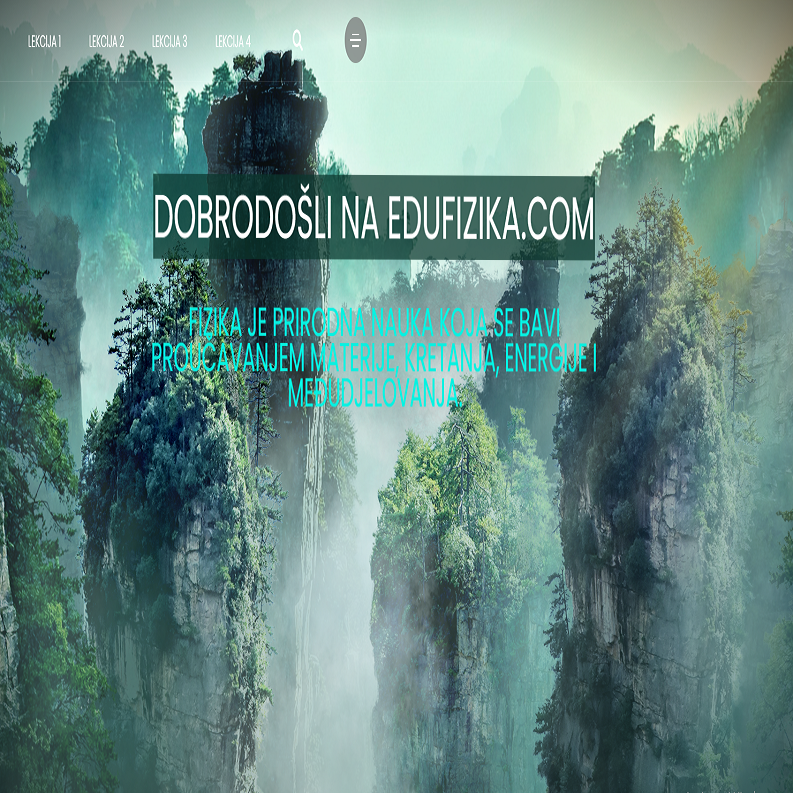 LEKCIJA 1 LEKCIJA 2 LEKCIJA 3 LEKCIJA 4
DOBRODOŠLI NA EDUFIZIKA.COM
FIZIKA JE PRIRODNA NAUKA KOJA SE BAVI
PROUČAVANJEM MATERIJE, KRETANJA, ENERGIJE I
MEĐUDJELOVANJA.